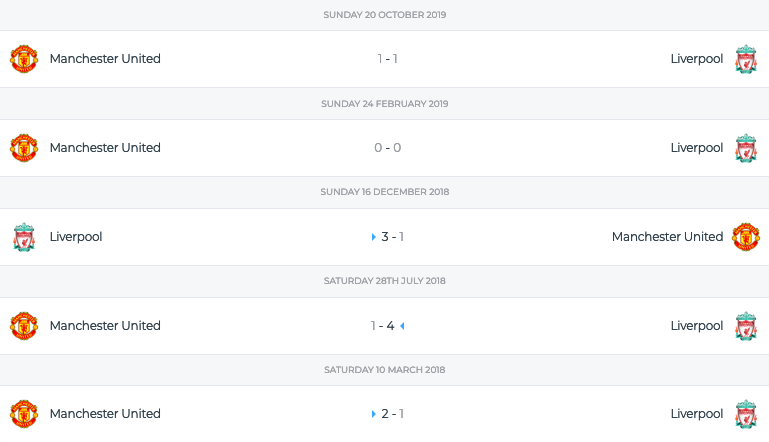 SUNDAY 20 OCTOBER 2019
Manchester United 1 - 1 Liverpool
SUNDAY 24 FEBRUARY 2019
Manchester United 0 - 0 Liverpool
SUNDAY 16 DECEMBER 2018
Liverpool 3 - 1 Manchester United
SATURDAY 28TH JULY 2018
Manchester United 1 - 4 Liverpool
SATURDAY 10 MARCH 2018
Manchester United 2 - 1 Liverpool